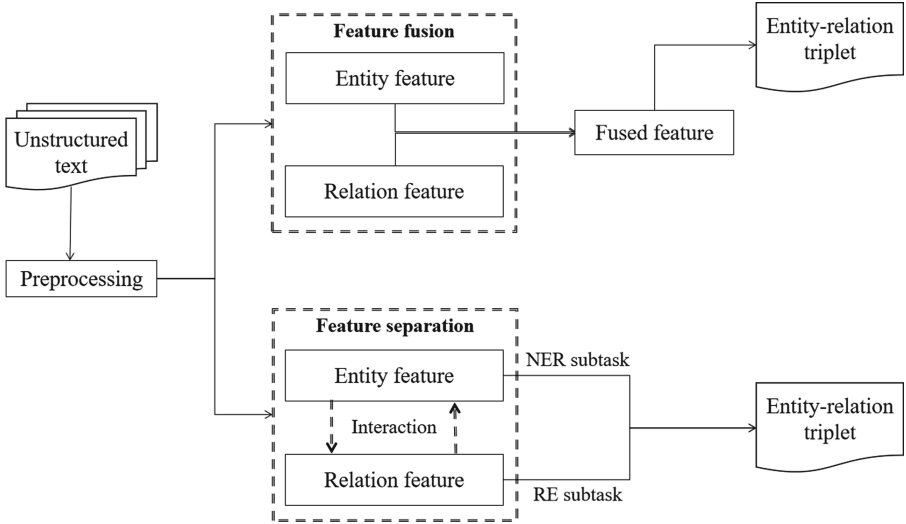 Unstructured
text
Preprocessing
Feature fusion
Entity feature
Relation feature
Fused feature
Entity-relation
triplet
Feature separation
Entity feature
Interaction
Relation feature
NER subtask
RE subtask
Entity-relation
triplet